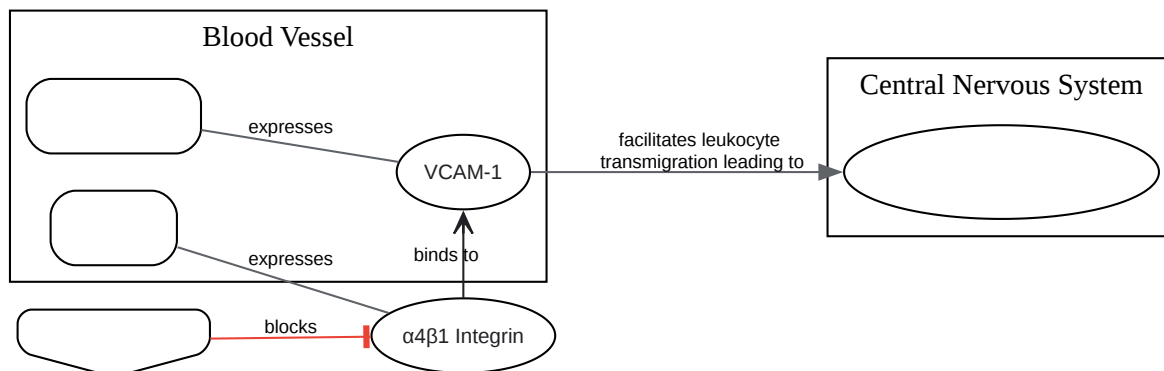 Blood Vessel
Central Nervous System
expresses
facilitates leukocyte
transmigration leading to
VCAM-1
expresses
binds to
blocks
α4β1 Integrin